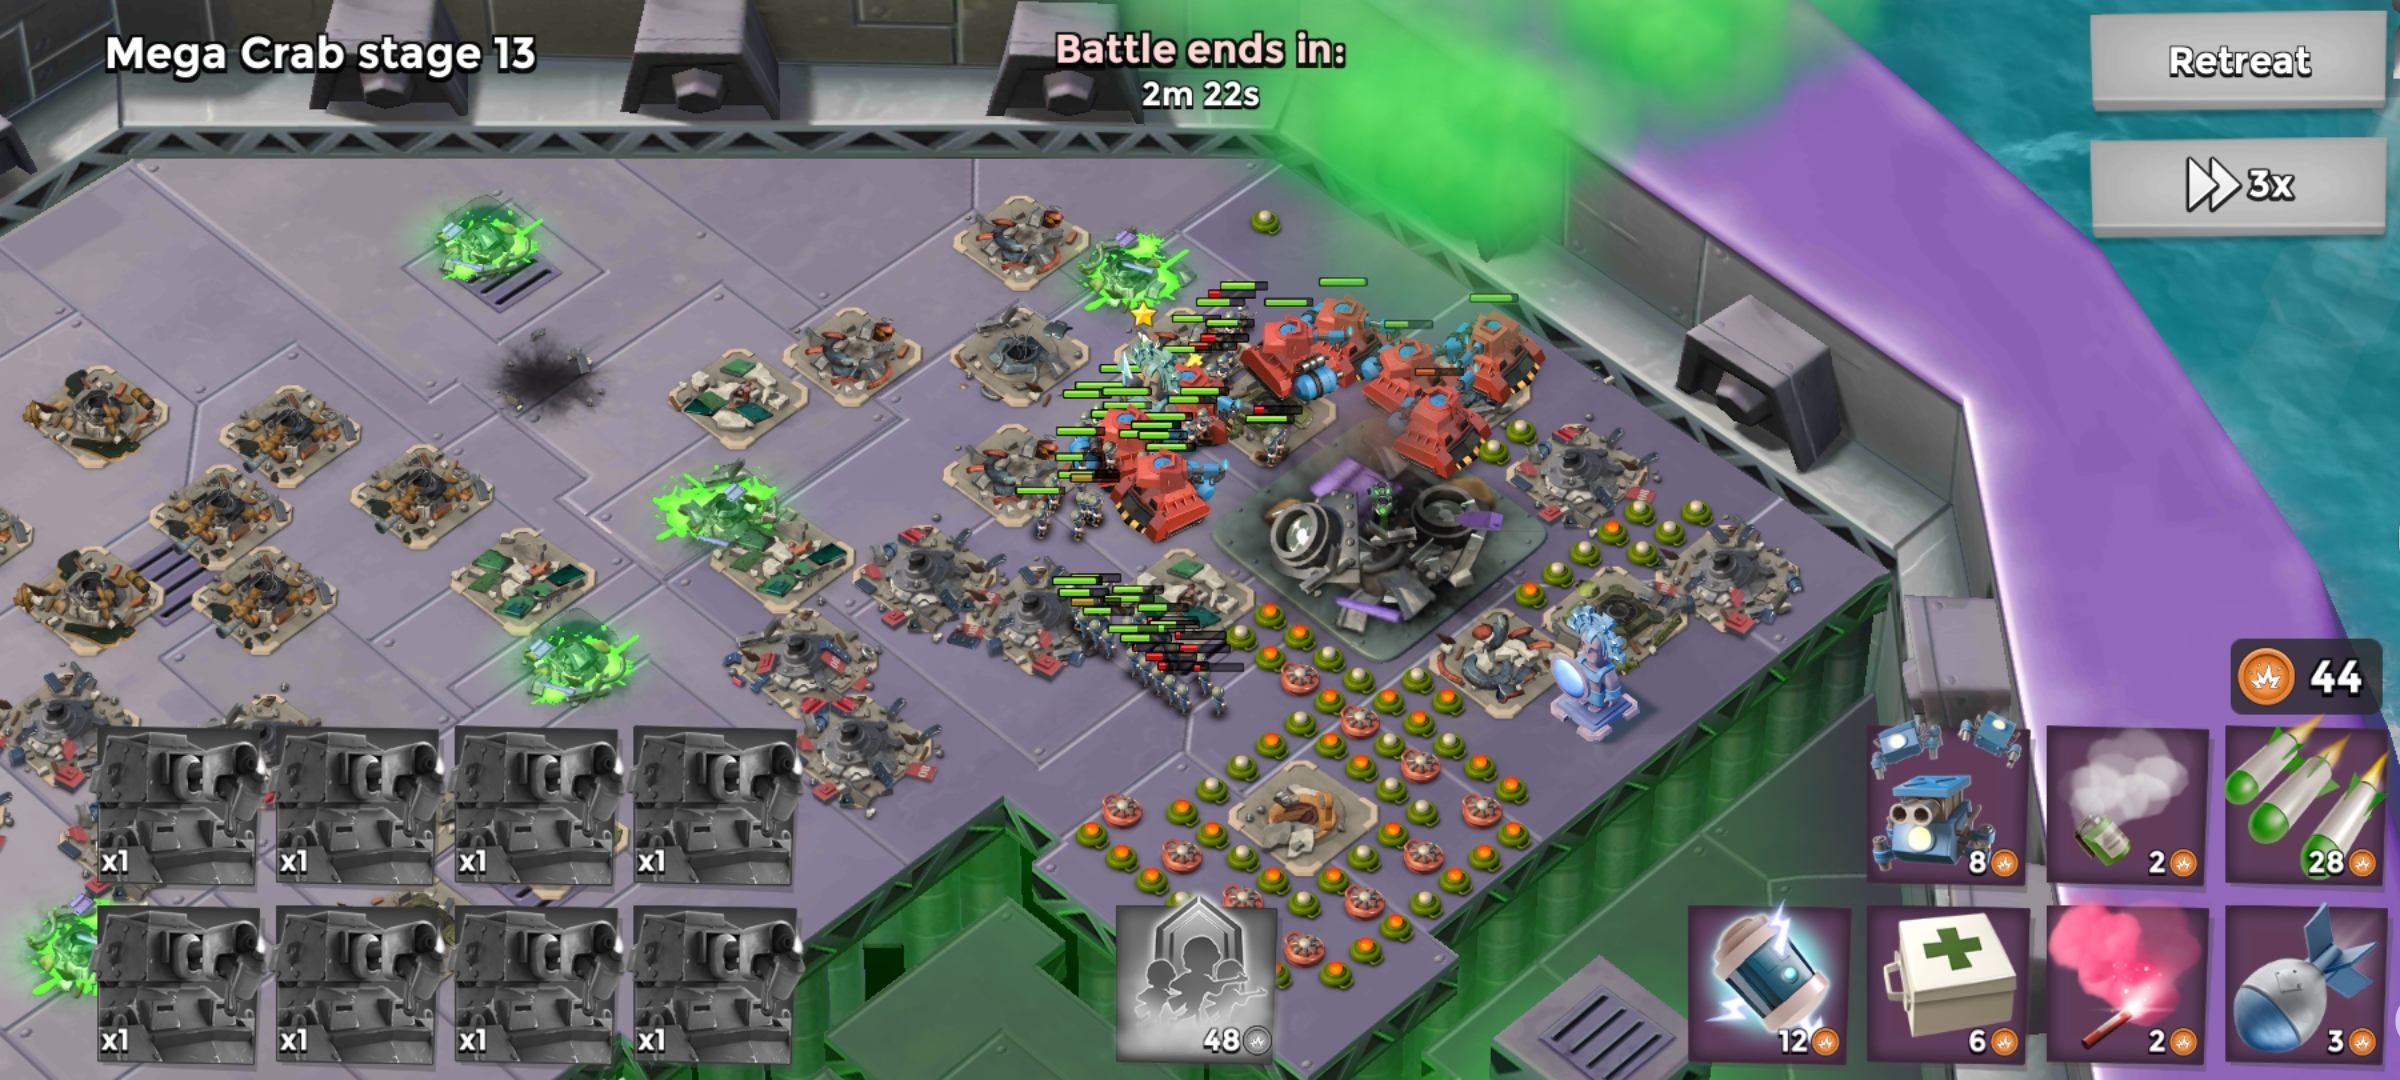 Mega Crab stage 13
Battle ends in:
2m 22s
Retreat
3x
44
x1
x1
x1
x1
8
2
28
x1
x1
x1
x1
48
12
6
2
3